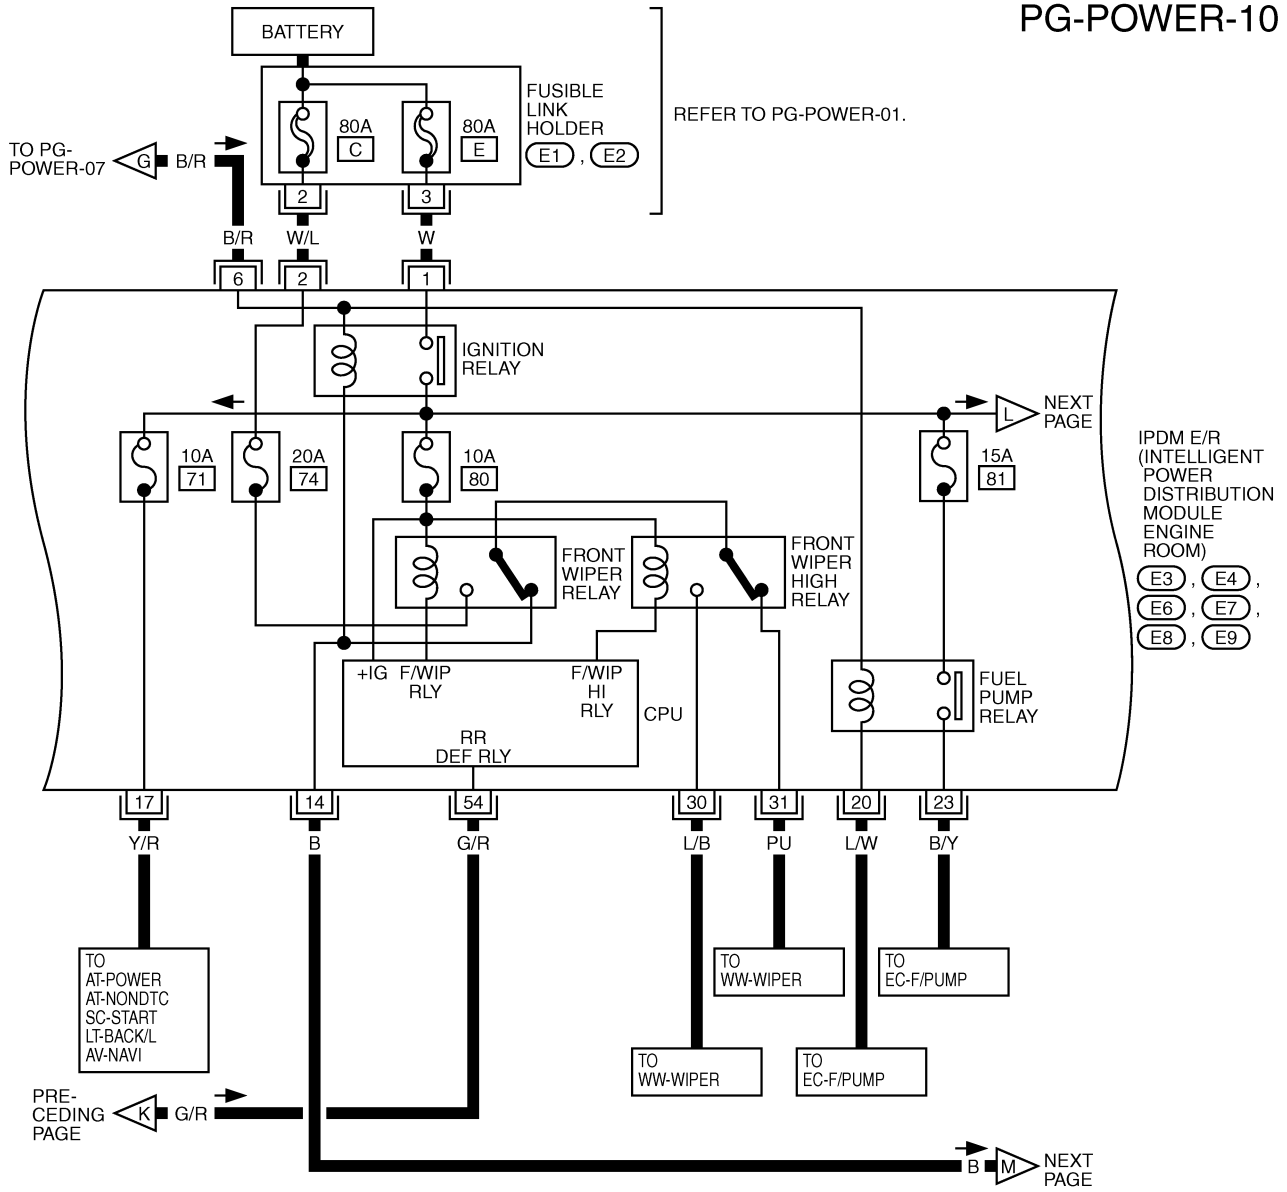 PG-POWER-10
BATTERY
FUSIBLE
LINK
HOLDER
E1 , E2
REFER TO PG-POWER-01.
80A
C
80A
E
TO PG-
POWER-07
G
B/R
2
3
B/R
W/L
W
6
2
1
IGNITION
RELAY
L
NEXT
PAGE
10A
71
20A
74
10A
80
15A
81
IPDM E/R
(INTELLIGENT
POWER
DISTRIBUTION
MODULE
ENGINE
ROOM)
E3 , E4 ,
E6 , E7 ,
E8 , E9
FRONT
WIPER
RELAY
FRONT
WIPER
HIGH
RELAY
+IG
F/WIP
RLY
F/WIP
HI
RLY
CPU
RR
DEF RLY
FUEL
PUMP
RELAY
17
14
54
30
31
20
23
Y/R
B
G/R
L/B
PU
L/W
B/Y
TO
AT-POWER
AT-NONDTC
SC-START
LT-BACK/L
AV-NAVI
TO
WW-WIPER
TO
EC-F/PUMP
TO
WW-WIPER
TO
EC-F/PUMP
PRE-
CEDING
PAGE
K
G/R
B
M
NEXT
PAGE